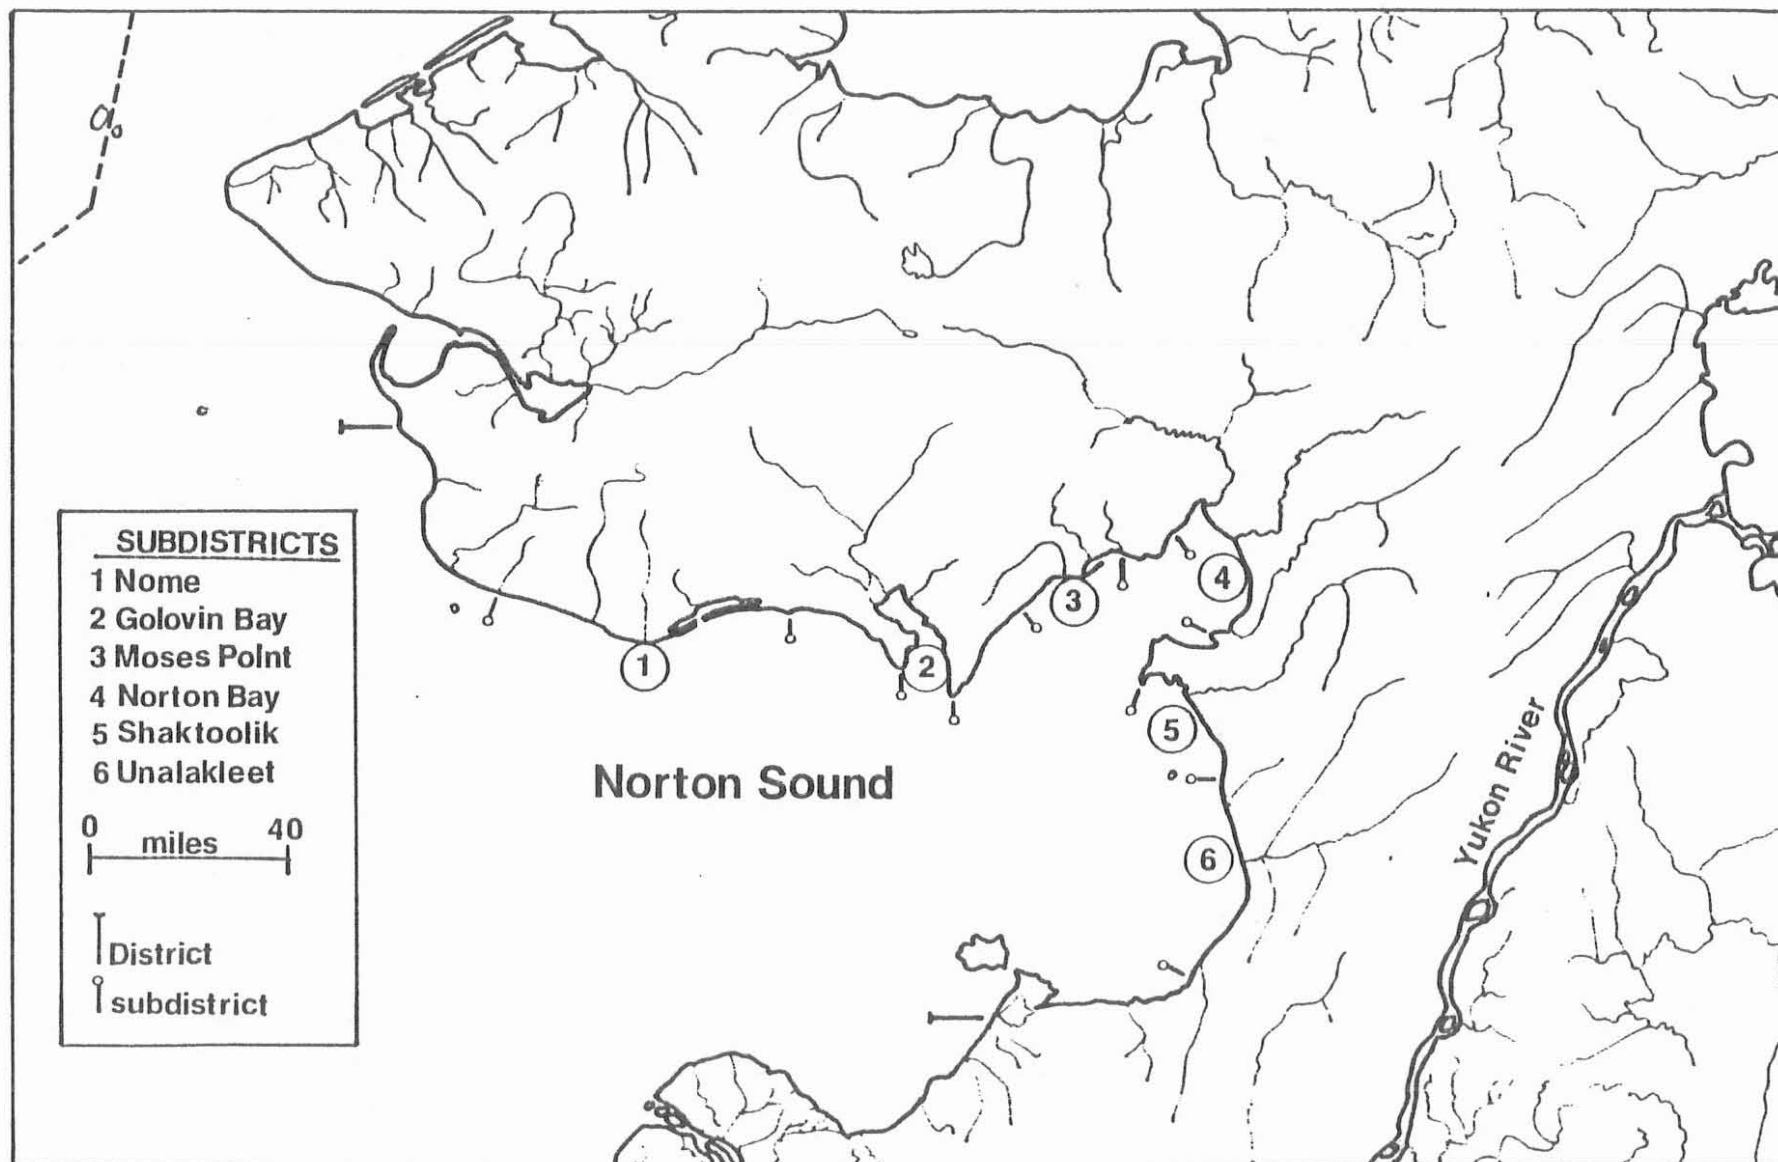 SUBDISTRICTS
1 Nome
2 Golovin Bay
3 Moses Point
4 Norton Bay
5 Shaktoolik
6 Unalakleet
0 miles 40
District
subdistrict
1
2
3
4
5
6
Norton Sound
Yukon River